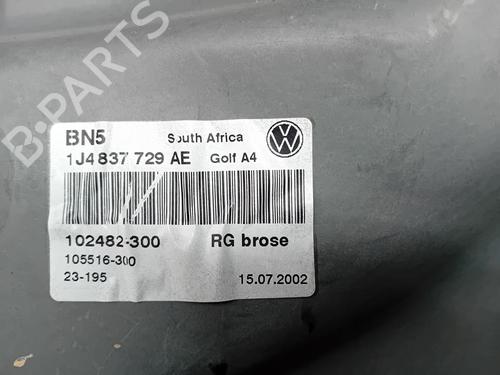 B-PARTS
BN5 South Africa
1J4 837 729 AE Golf A4
102482-300 RG brose
105516-300
23-195 15.07.2002